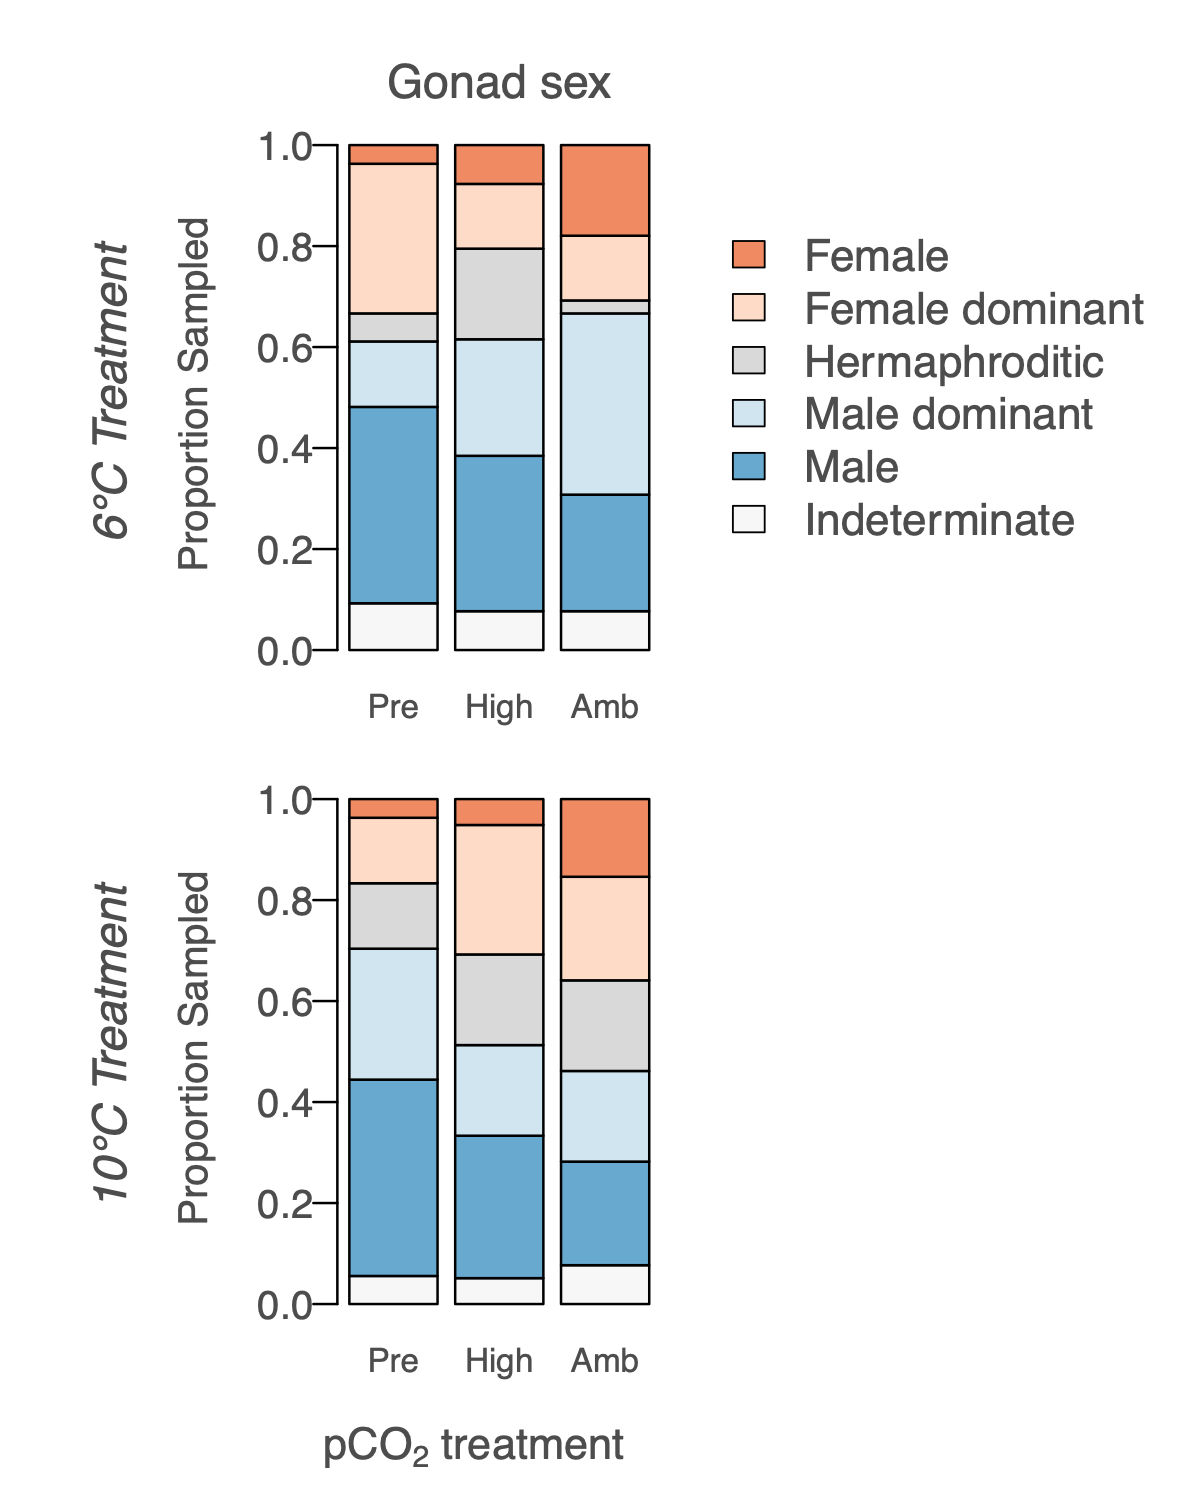 Gonad sex
6°C Treatment
Proportion Sampled
1.0
0.8
0.6
0.4
0.2
0.0
Pre High Amb
Female
Female dominant
Hermaphroditic
Male dominant
Male
Indeterminate
10°C Treatment
Proportion Sampled
1.0
0.8
0.6
0.4
0.2
0.0
Pre High Amb
pCO₂ treatment